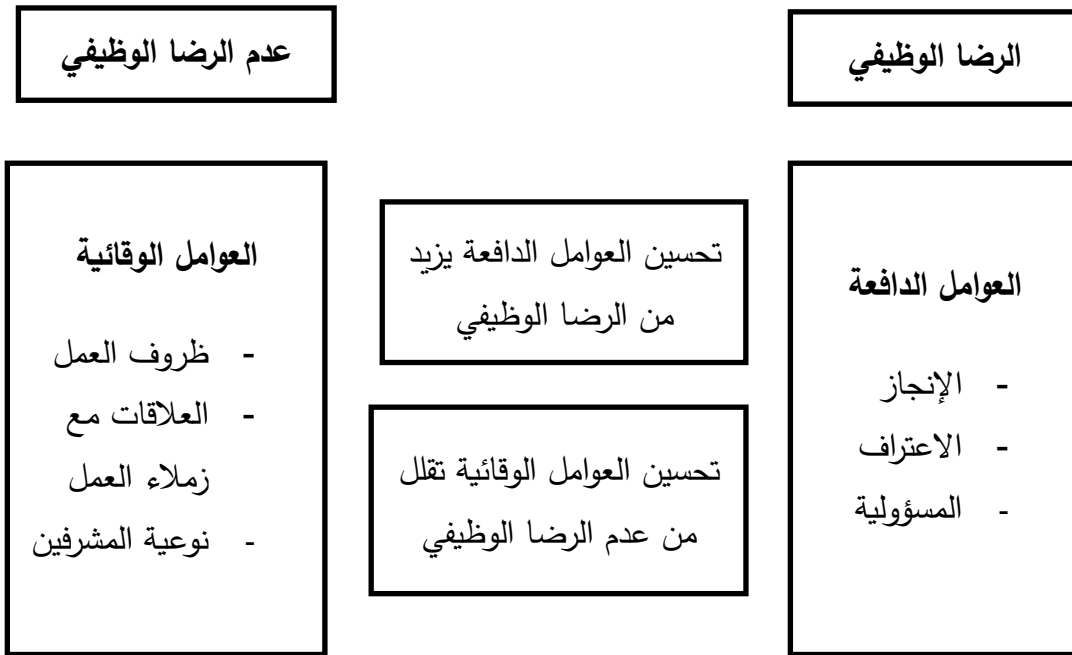 الرضا الوظيفي
عدم الرضا الوظيفي
العوامل الدافعة
- الإنجاز
- الاعتراف
- المسؤولية
تحسين العوامل الدافعة يزيد
من الرضا الوظيفي
تحسين العوامل الوقائية تقلل
من عدم الرضا الوظيفي
العوامل الوقائية
- ظروف العمل
- العلاقات مع
زملاء العمل
- نوعية المشرفين